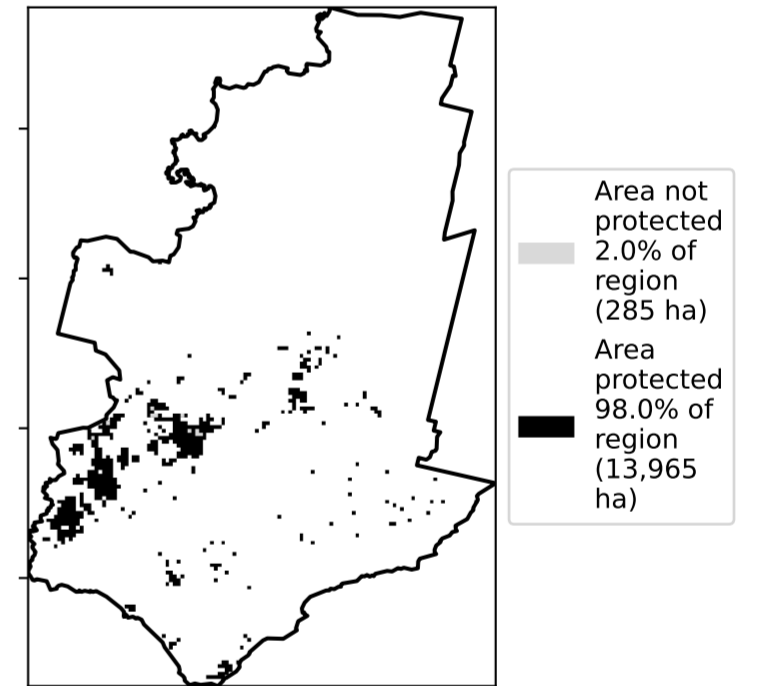 Area not
protected
2.0% of
region
(285 ha)
Area
protected
98.0% of
region
(13,965
ha)